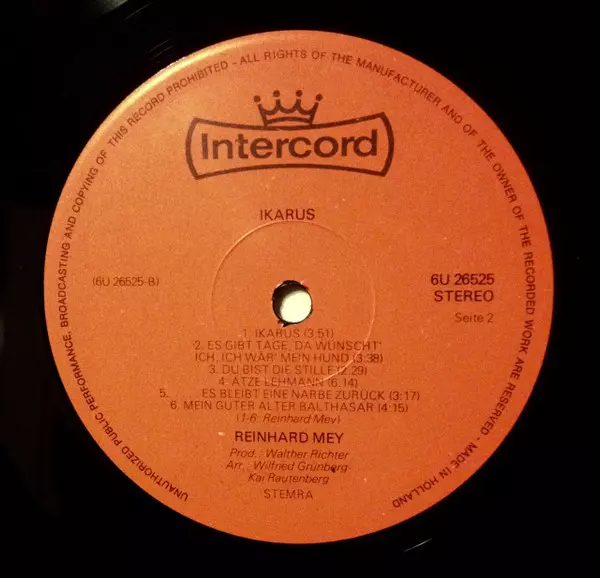 UNAUTHORIZED PUBLIC PERFORMANCE, BROADCASTING AND COPYING OF THIS RECORD PROHIBITED - ALL RIGHTS OF THE MANUFACTURER AND OF THE OWNER OF THE RECORDED WORK ARE RESERVED - MADE IN HOLLAND
Intercord
IKARUS
(6U 26525-B)
6U 26525
STEREO
Seite 2
1. IKARUS (3:51)
2. ES GIBT TAGE, DA WÜNSCHT'
ICH, ICH WÄR' MEIN HUND (3:38)
3. DU BIST DIE STILLE (2:29)
4. ATZE LEHMANN (6.14)
5. ES BLEIBT EINE NARBE ZURÜCK (3:17)
6. MEIN GUTER ALTER BALTHASAR (4:15)
(1-6: Reinhard Mey)
REINHARD MEY
Prod.: Walther Richter
Arr.: Wilfried Grünberg
Kai Rautenberg
STEMRA